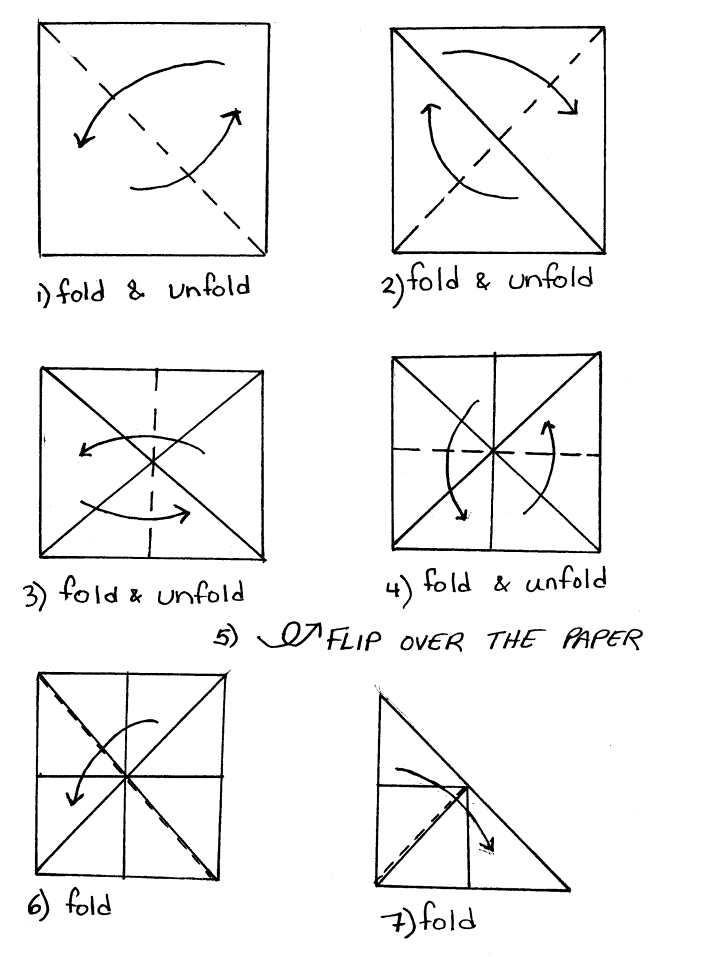 1) fold & unfold
2) fold & unfold
3) fold & unfold
4) fold & unfold
5) FLIP OVER THE PAPER
6) fold
7) fold